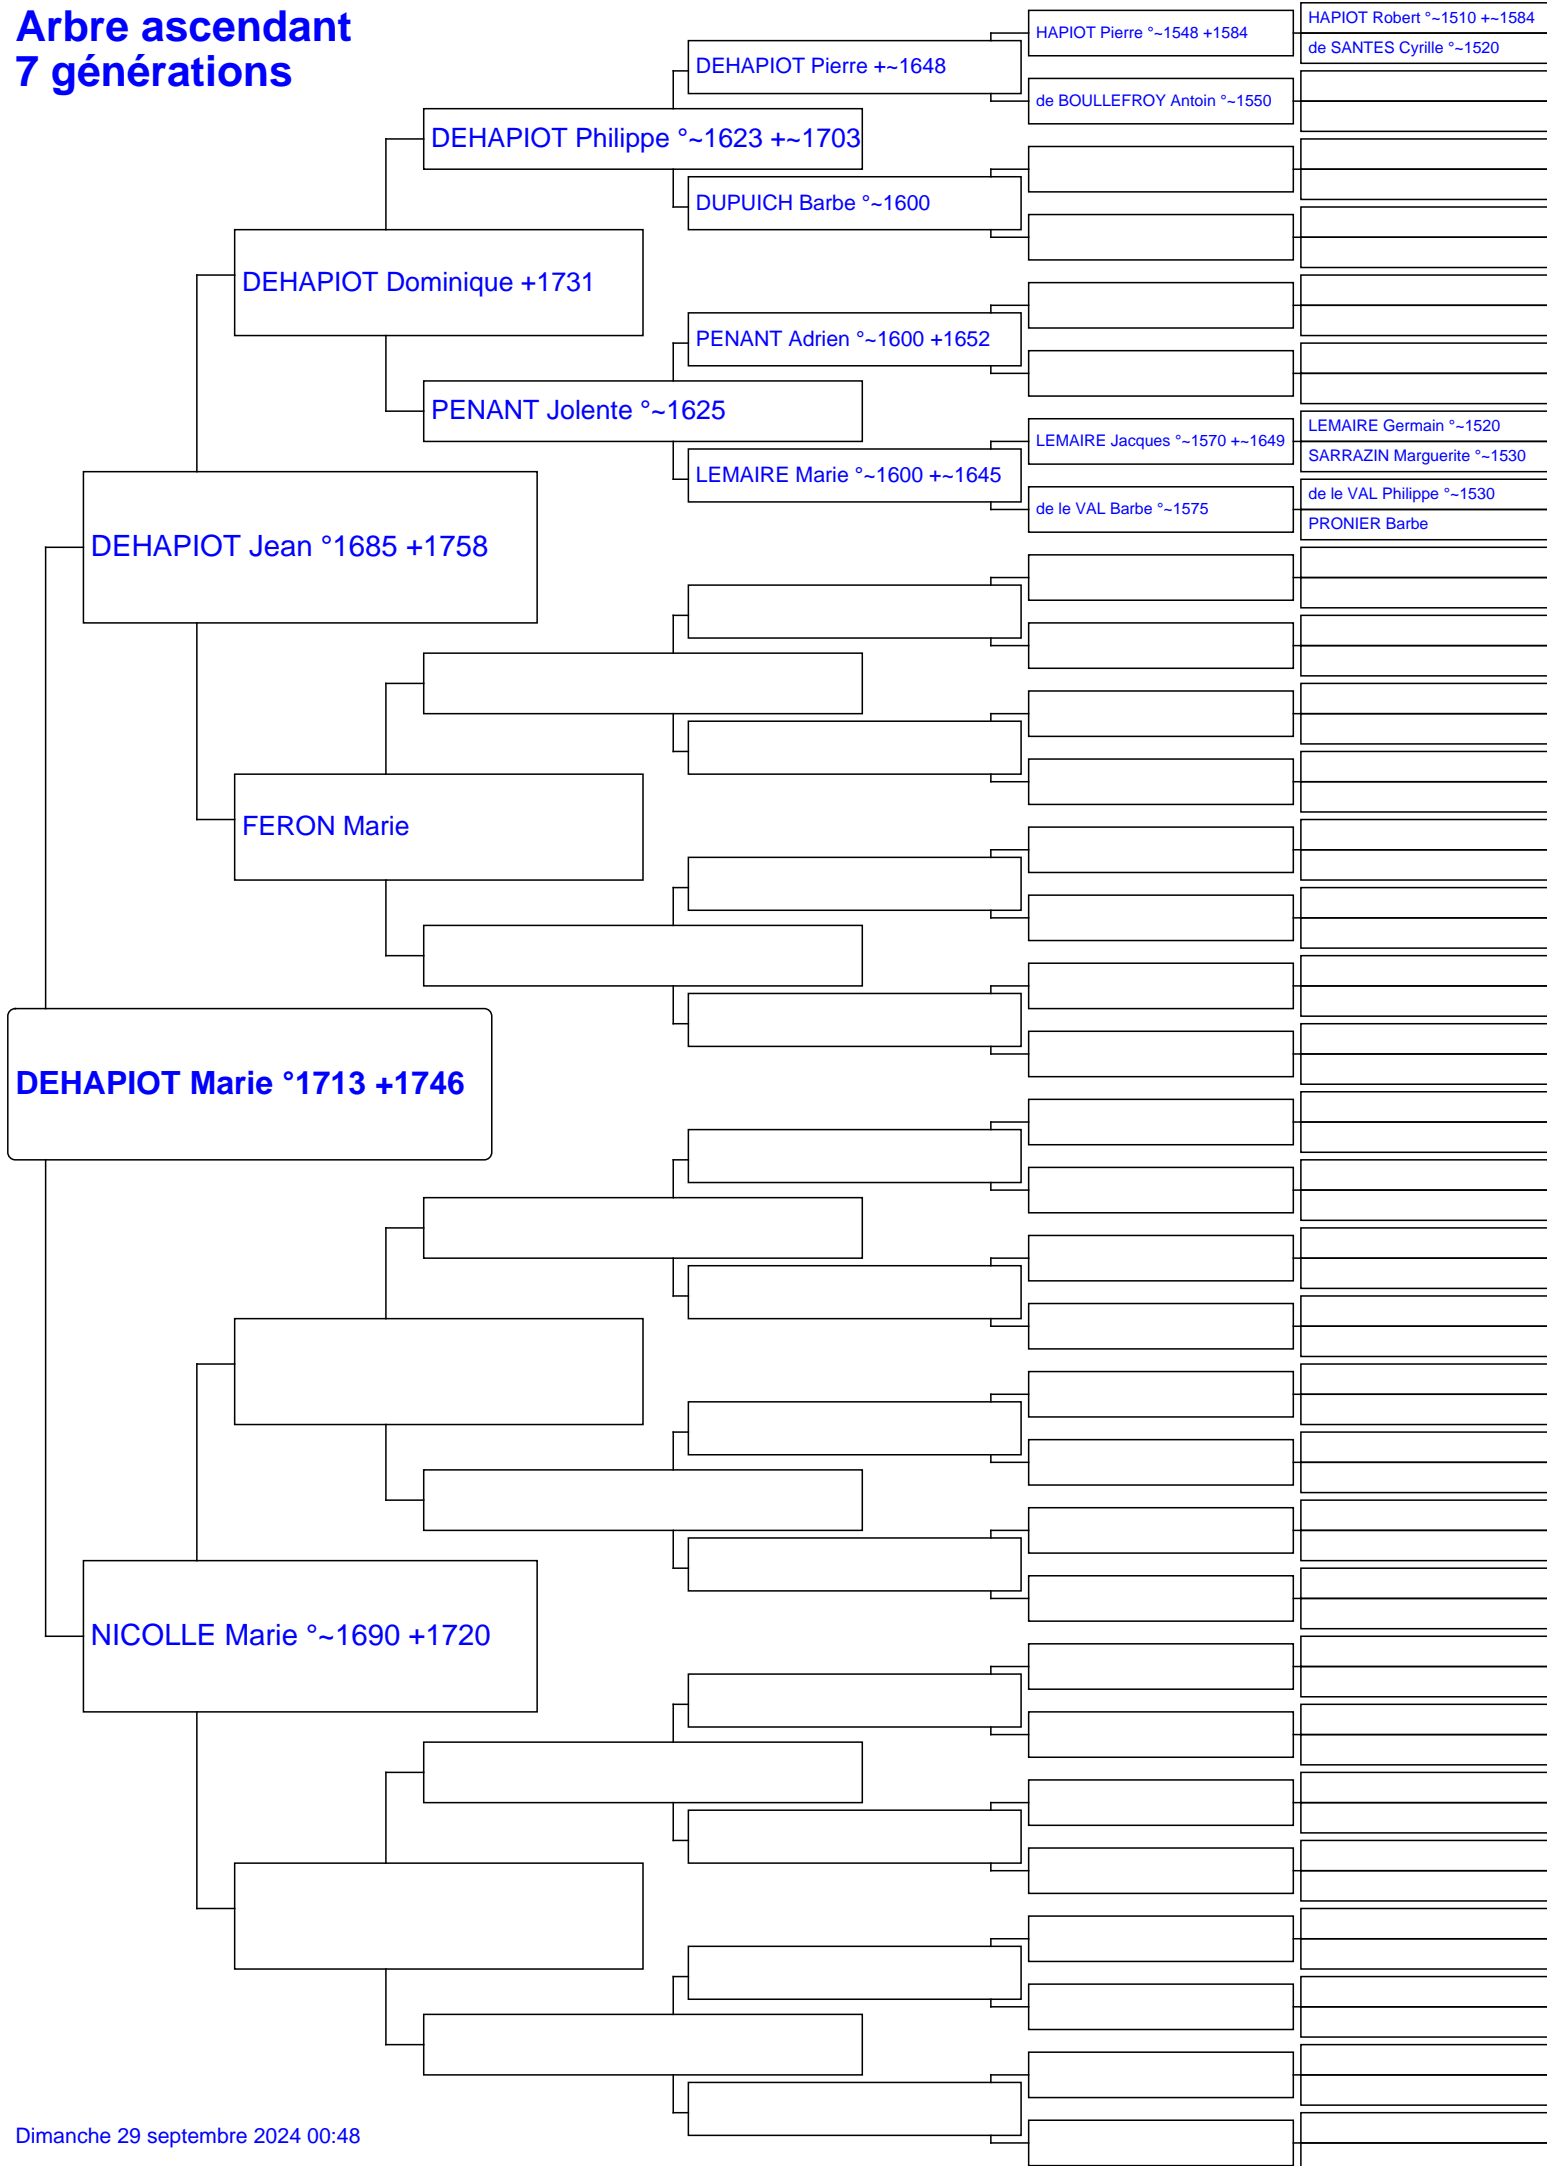 Arbre ascendant
7 générations
HAPIOT Robert °~1510 +~1584
HAPIOT Pierre °~1548 +1584
de SANTES Cyrille °~1520
DEHAPIOT Pierre +~1648
de BOULLEFROY Antoin °~1550
DEHAPIOT Philippe °~1623 +~1703
DUPUICH Barbe °~1600
DEHAPIOT Dominique +1731
PENANT Adrien °~1600 +1652
PENANT Jolente °~1625
LEMAIRE Germain °~1520
LEMAIRE Jacques °~1570 +~1649
SARRAZIN Marguerite °~1530
LEMAIRE Marie °~1600 +~1645
de le VAL Philippe °~1530
de le VAL Barbe °~1575
PRONIER Barbe
DEHAPIOT Jean °1685 +1758
FERON Marie
DEHAPIOT Marie °1713 +1746
NICOLLE Marie °~1690 +1720
Dimanche 29 septembre 2024 00:48